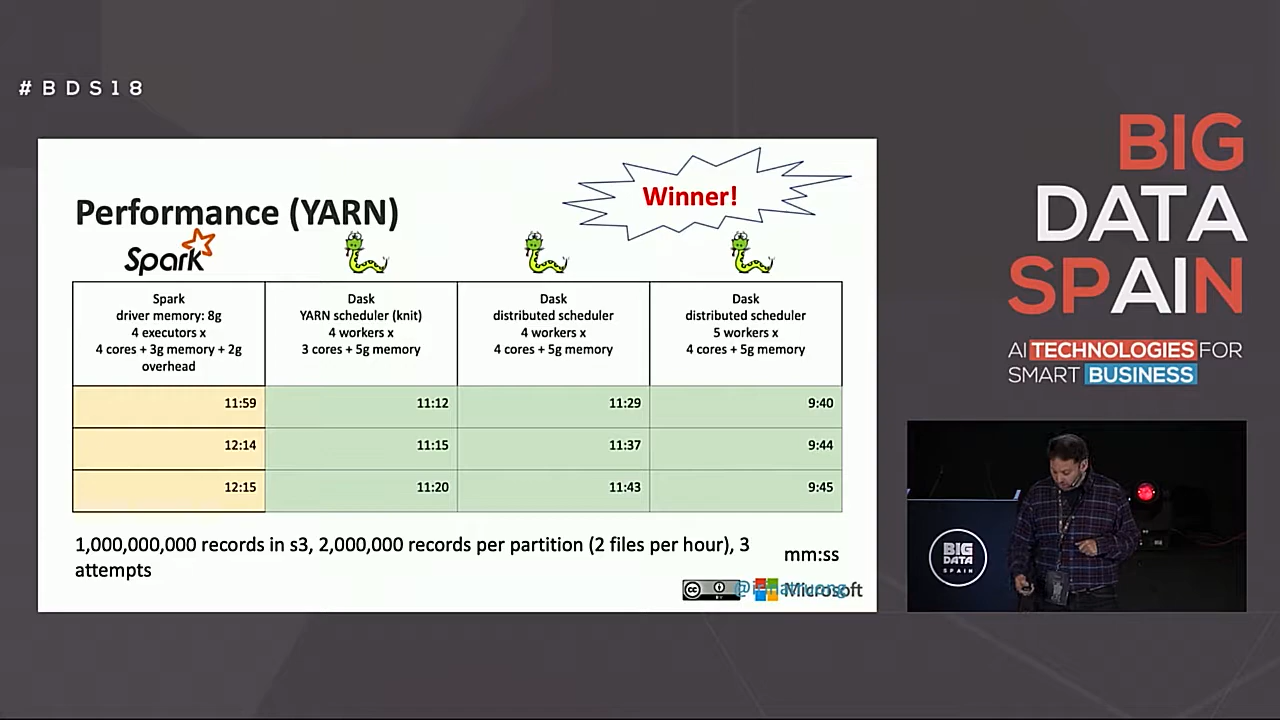 #BDS18
BIG
DATA
SPAIN
AI TECHNOLOGIES FOR
SMART BUSINESS
Winner!
Performance (YARN)
Spark
Spark
driver memory: 8g
4 executors x
4 cores + 3g memory + 2g
overhead
Dask
YARN scheduler (knit)
4 workers x
3 cores + 5g memory
Dask
distributed scheduler
4 workers x
4 cores + 5g memory
Dask
distributed scheduler
5 workers x
4 cores + 5g memory
11:59 11:12 11:29 9:40
12:14 11:15 11:37 9:44
12:15 11:20 11:43 9:45
1,000,000,000 records in s3, 2,000,000 records per partition (2 files per hour), 3
attempts
mm:ss
cc
BY
Microsoft
BIG
DATA
SPAIN